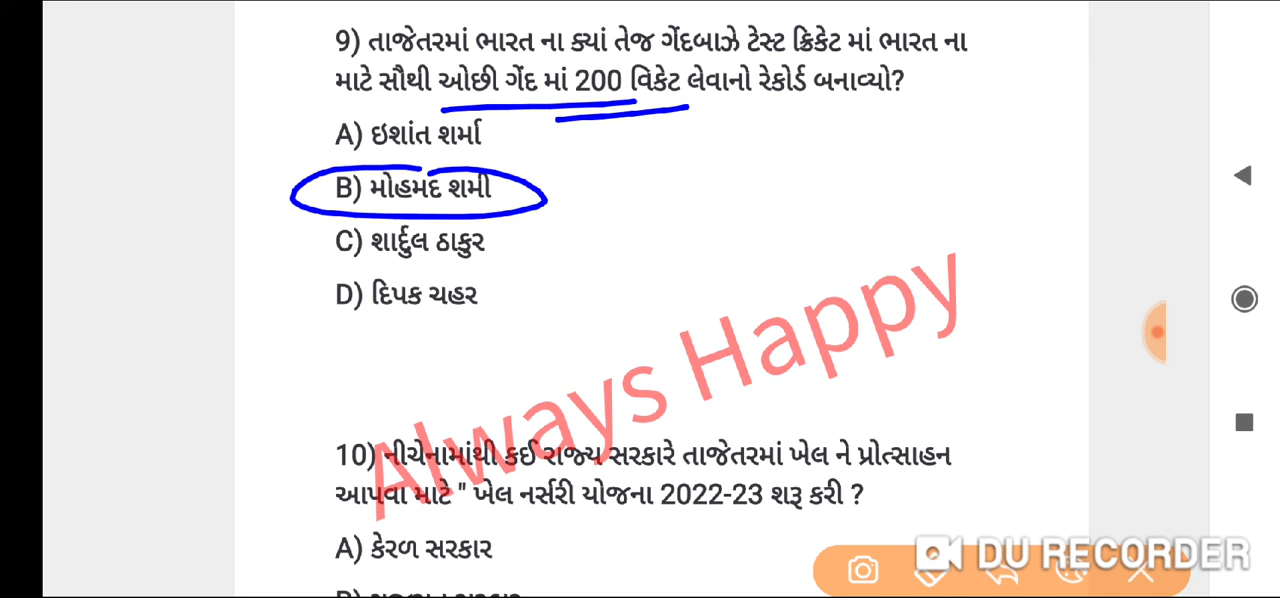 9) તાજેતરમાં ભારત ના ક્યાં તેજ ગેંદબાઝે ટેસ્ટ ક્રિકેટ માં ભારત ના
માટે સૌથી ઓછી ગેંદ માં 200 વિકેટ લેવાનો રેકોર્ડ બનાવ્યો?
A) ઇશાંત શર્મા
B) મોહમદ શમી
C) શાર્દુલ ઠાકુર
D) દિપક ચહર
Always Happy
10) નીચેનામાંથી કઈ રાજ્ય સરકારે તાજેતરમાં ખેલ ને પ્રોત્સાહન
આપવા માટે " ખેલ નર્સરી યોજના 2022-23 શરૂ કરી ?
A) કેરળ સરકાર
DU RECORDER